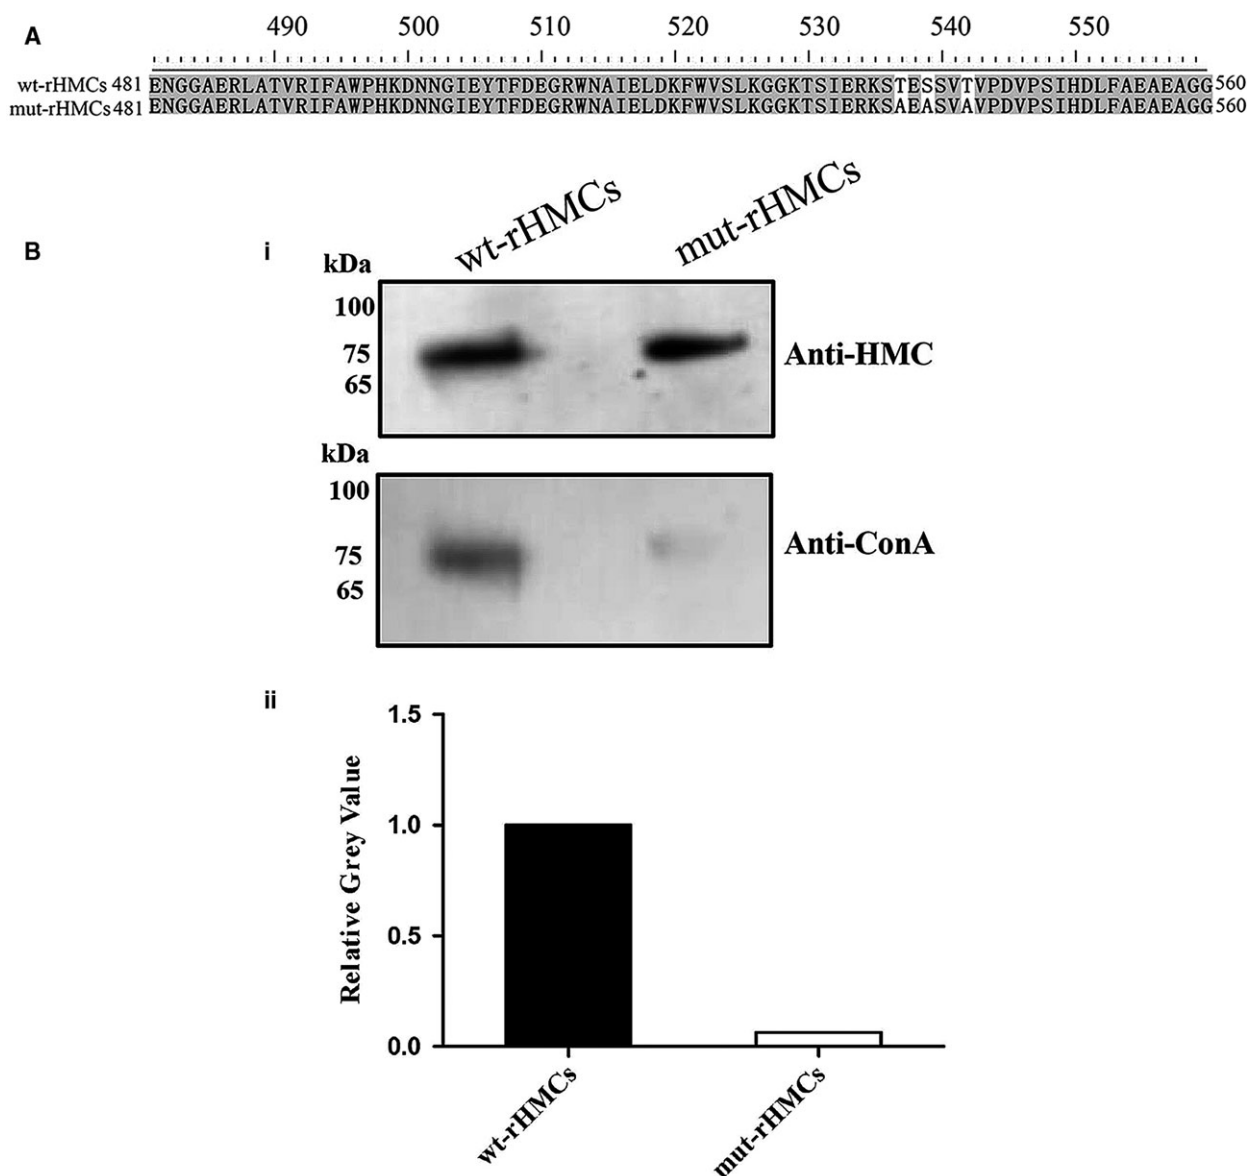 A
490 500 510 520 530 540 550
wt-rHMCs 481 ENGGAERLATVRIFAWPHKDNNGIEYTFDEGRWNAIELDKFWVSLKGGKTSIERKSTESSVTVPDVPSIHDLFAEAEAGG 560
mut-rHMCs 481 ENGGAERLATVRIFAWPHKDNNGIEYTFDEGRWNAIELDKFWVSLKGGKTSIERKSAEASVAVPDVPSIHDLFAEAEAGG 560
B
i
wt-rHMCs mut-rHMCs
kDa
100
75
65
Anti-HMC
kDa
100
75
65
Anti-ConA
ii
Relative Grey Value
1.5
1.0
0.5
0.0
wt-rHMCs mut-rHMCs